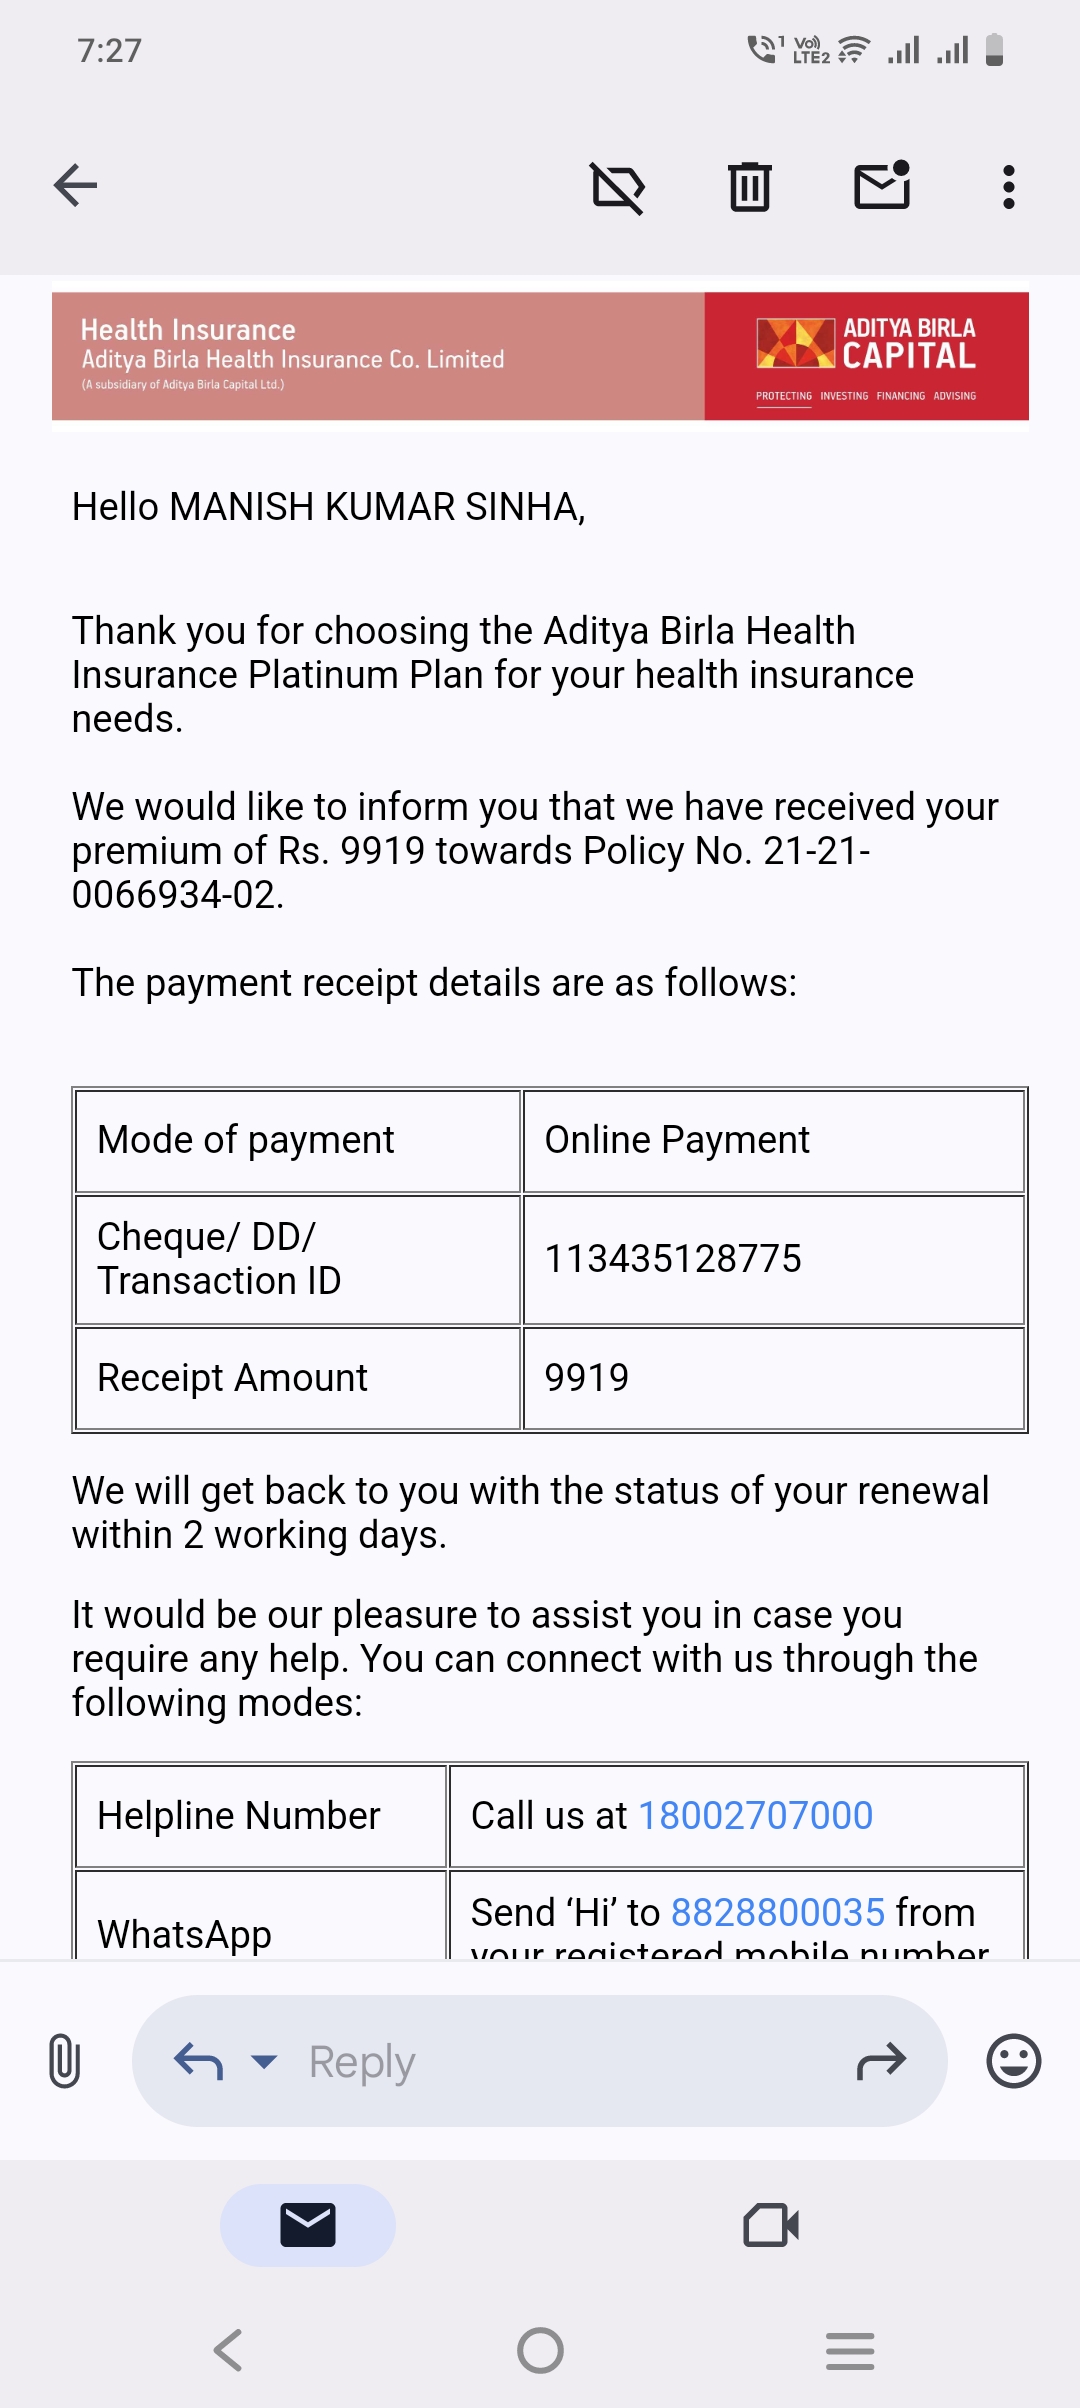 7:27
1
Vo)) LTE2
Health Insurance
Aditya Birla Health Insurance Co. Limited
(A subsidiary of Aditya Birla Capital Ltd.)
ADITYA BIRLA
CAPITAL
PROTECTING INVESTING FINANCING ADVISING
Hello MANISH KUMAR SINHA,
Thank you for choosing the Aditya Birla Health
Insurance Platinum Plan for your health insurance
needs.
We would like to inform you that we have received your
premium of Rs. 9919 towards Policy No. 21-21-
0066934-02.
The payment receipt details are as follows:
Mode of payment Online Payment
Cheque/ DD/
Transaction ID 113435128775
Receipt Amount 9919
We will get back to you with the status of your renewal
within 2 working days.
It would be our pleasure to assist you in case you
require any help. You can connect with us through the
following modes:
Helpline Number Call us at 18002707000
WhatsApp Send ‘Hi’ to 8828800035 from
your registered mobile number
Reply